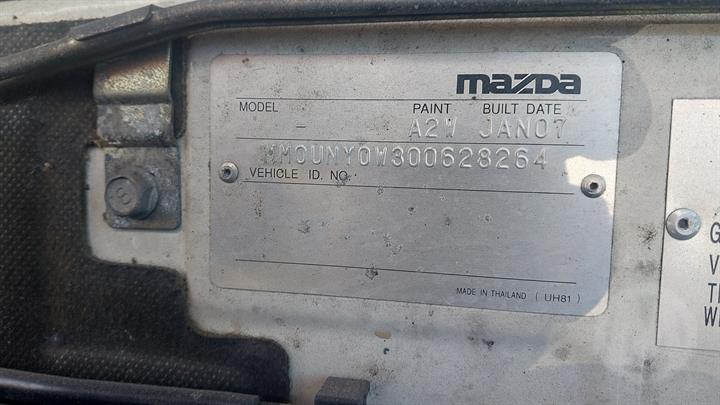 mazda
MODEL PAINT BUILT DATE
- A2W JAN07
MM0UNY0W300628264
VEHICLE ID. NO.
MADE IN THAILAND ( UH81 )
G
V
T
W